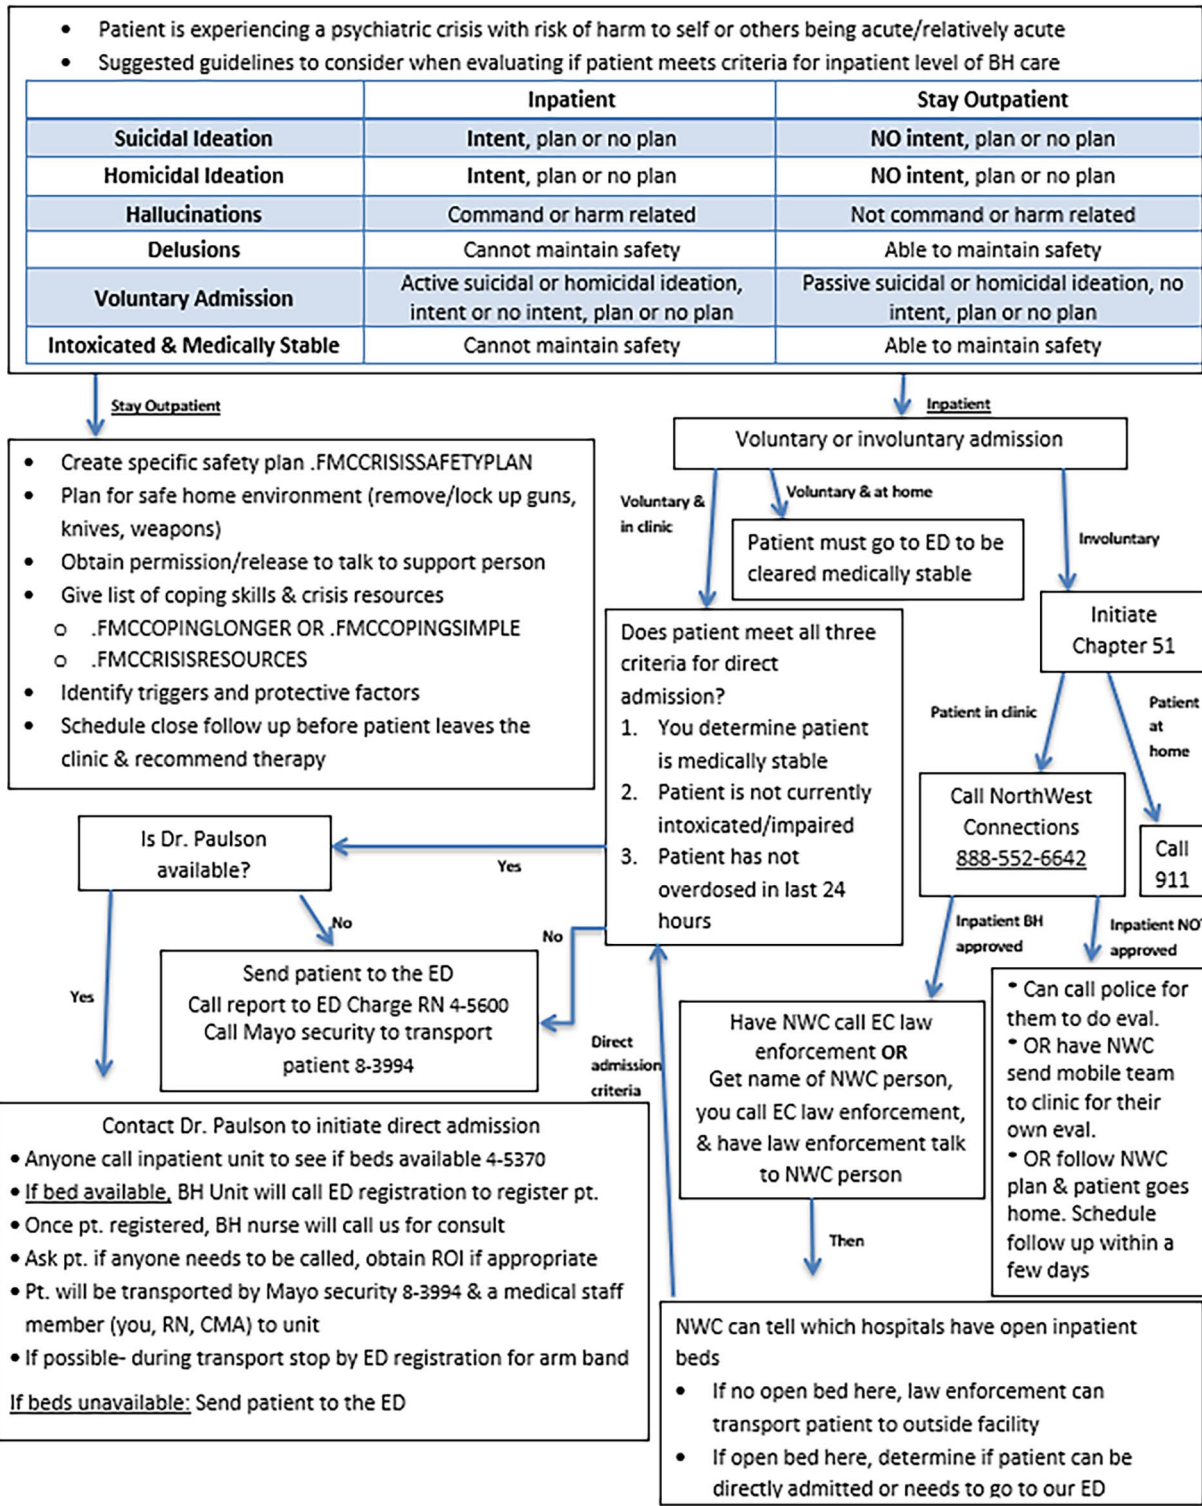 • Patient is experiencing a psychiatric crisis with risk of harm to self or others being acute/relatively acute
• Suggested guidelines to consider when evaluating if patient meets criteria for inpatient level of BH care
Inpatient Stay Outpatient
Suicidal Ideation Intent, plan or no plan NO intent, plan or no plan
Homicidal Ideation Intent, plan or no plan NO intent, plan or no plan
Hallucinations Command or harm related Not command or harm related
Delusions Cannot maintain safety Able to maintain safety
Voluntary Admission Active suicidal or homicidal ideation, Passive suicidal or homicidal ideation, no
intent or no intent, plan or no plan intent, plan or no plan
Intoxicated & Medically Stable Cannot maintain safety Able to maintain safety
Stay Outpatient
• Create specific safety plan .FMCCRISISSAFETYPLAN
• Plan for safe home environment (remove/lock up guns,
knives, weapons)
• Obtain permission/release to talk to support person
• Give list of coping skills & crisis resources
o .FMCCOPINGLONGER OR .FMCCOPINGSIMPLE
o .FMCCRISISRESOURCES
• Identify triggers and protective factors
• Schedule close follow up before patient leaves the
clinic & recommend therapy
Inpatient
Voluntary or involuntary admission
Voluntary &
in clinic
Voluntary & at home
Patient must go to ED to be
cleared medically stable
Involuntary
Initiate
Chapter 51
Does patient meet all three
criteria for direct
admission?
1. You determine patient
is medically stable
2. Patient is not currently
intoxicated/impaired
3. Patient has not
overdosed in last 24
hours
Patient in clinic
Patient
at
home
Call NorthWest
Connections
888-552-6642
Call
911
Yes
Is Dr. Paulson
available?
No
No
Yes
Send patient to the ED
Call report to ED Charge RN 4-5600
Call Mayo security to transport
patient 8-3994
Direct
admission
criteria
Inpatient BH
approved
Inpatient NOT
approved
Have NWC call EC law
enforcement OR
Get name of NWC person,
you call EC law enforcement,
& have law enforcement talk
to NWC person
* Can call police for
them to do eval.
* OR have NWC
send mobile team
to clinic for their
own eval.
* OR follow NWC
plan & patient goes
home. Schedule
follow up within a
few days
Then
Contact Dr. Paulson to initiate direct admission
• Anyone call inpatient unit to see if beds available 4-5370
• If bed available, BH Unit will call ED registration to register pt.
• Once pt. registered, BH nurse will call us for consult
• Ask pt. if anyone needs to be called, obtain ROI if appropriate
• Pt. will be transported by Mayo security 8-3994 & a medical staff
member (you, RN, CMA) to unit
• If possible- during transport stop by ED registration for arm band
If beds unavailable: Send patient to the ED
NWC can tell which hospitals have open inpatient
beds
• If no open bed here, law enforcement can
transport patient to outside facility
• If open bed here, determine if patient can be
directly admitted or needs to go to our ED